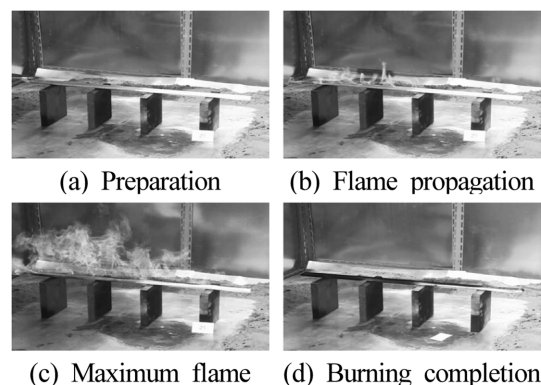 (a) Preparation
(b) Flame propagation
(c) Maximum flame
(d) Burning completion